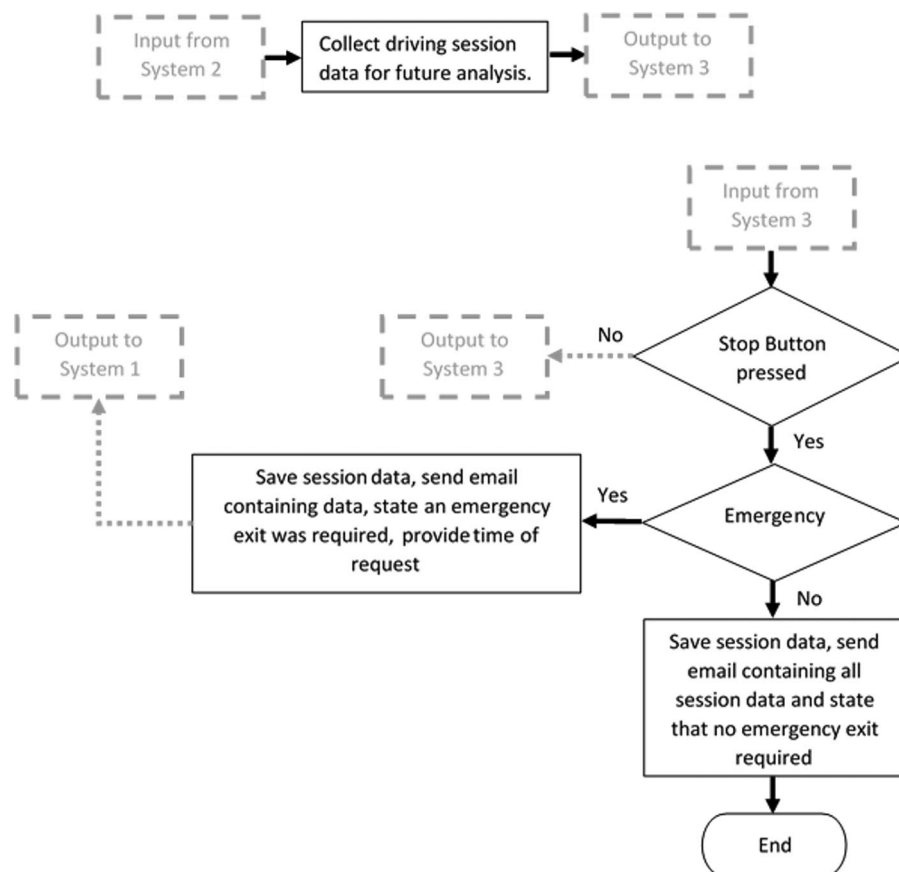 Input from
System 2
Collect driving session
data for future analysis.
Output to
System 3
Input from
System 3
Output to
System 1
Output to
System 3
No
Stop Button
pressed
Yes
Save session data, send email
containing data, state an emergency
exit was required, provide time of
request
Yes
Emergency
No
Save session data, send
email containing all
session data and state
that no emergency exit
required
End